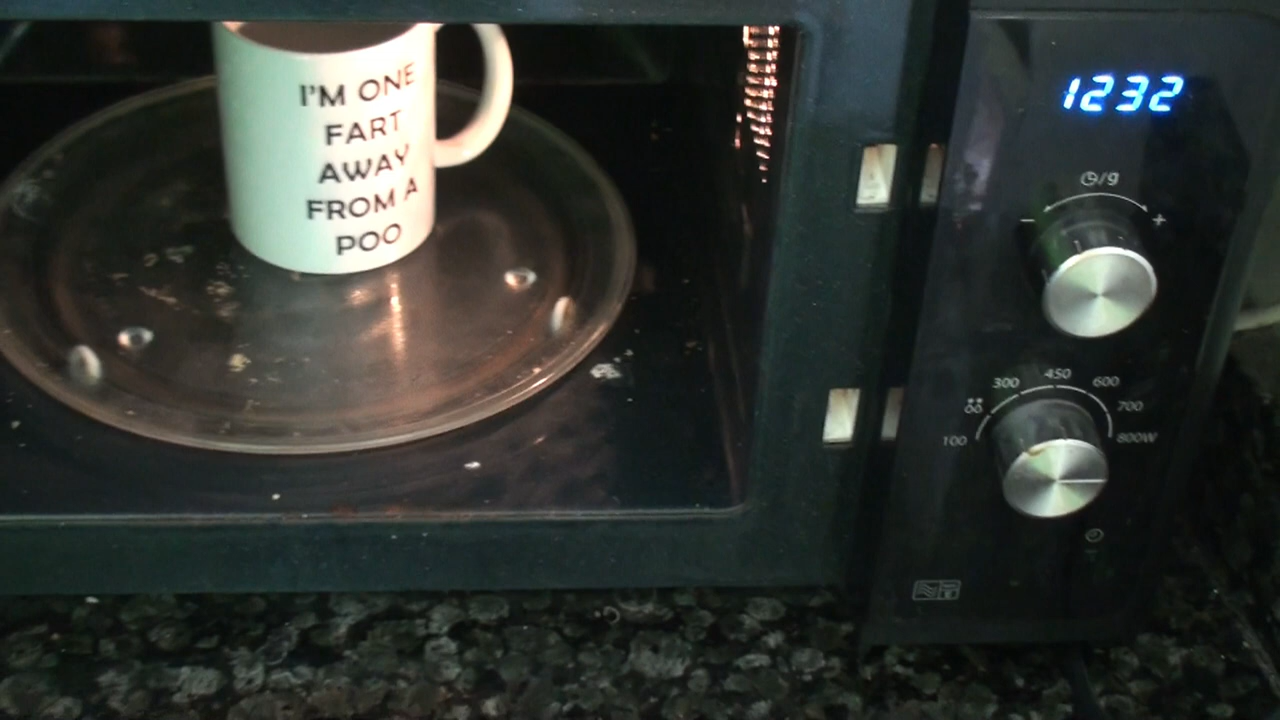 I'M ONE
FART
AWAY
FROM A
POO
1232
/g
- +
450
300 600
700
100 800W